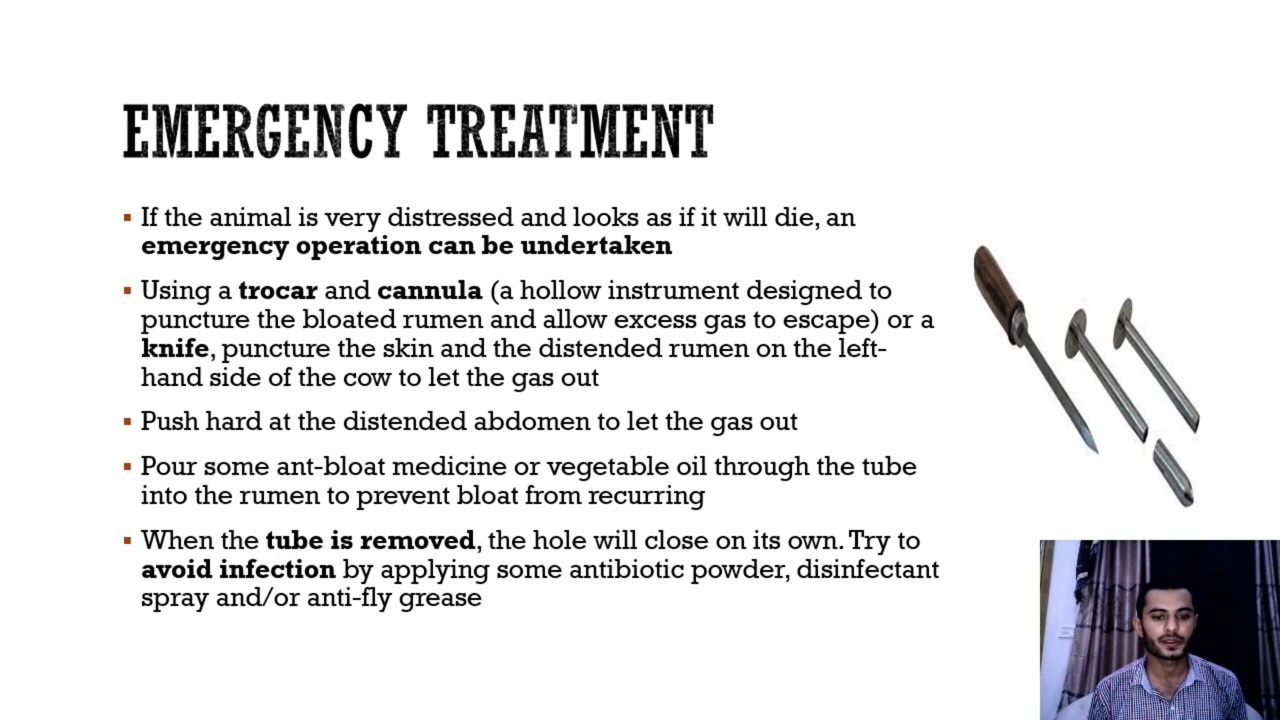 EMERGENCY TREATMENT
▪ If the animal is very distressed and looks as if it will die, an
emergency operation can be undertaken
▪ Using a trocar and cannula (a hollow instrument designed to
puncture the bloated rumen and allow excess gas to escape) or a
knife, puncture the skin and the distended rumen on the left-
hand side of the cow to let the gas out
▪ Push hard at the distended abdomen to let the gas out
▪ Pour some ant-bloat medicine or vegetable oil through the tube
into the rumen to prevent bloat from recurring
▪ When the tube is removed, the hole will close on its own. Try to
avoid infection by applying some antibiotic powder, disinfectant
spray and/or anti-fly grease